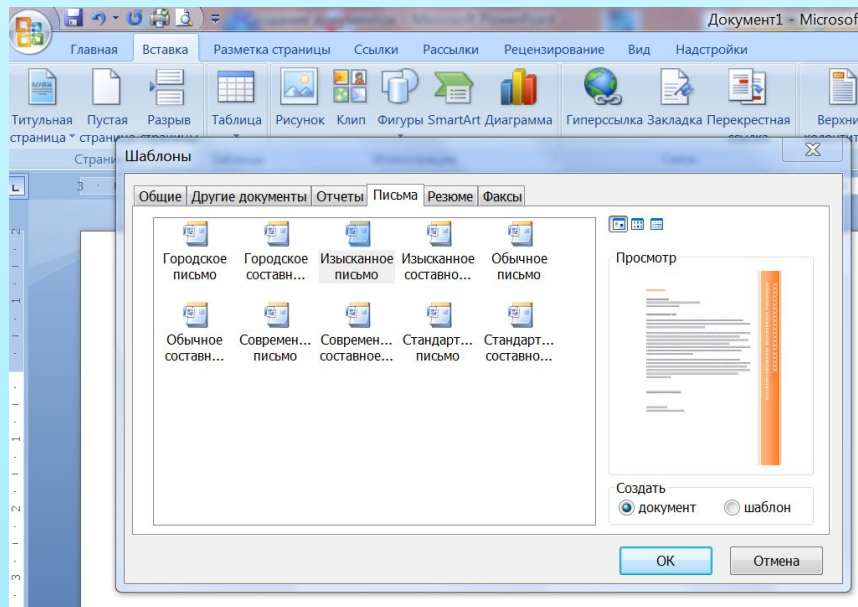 Документ1 - Microsof
Главная Вставка Разметка страницы Ссылки Рассылки Рецензирование Вид Надстройки
Титульная страница Пустая страница Разрыв страницы Таблица Рисунок Клип Фигуры SmartArt Диаграмма Гиперссылка Закладка Перекрестная ссылка Верхни
Страни
Шаблоны
Общие Другие документы Отчеты Письма Резюме Факсы
Городское письмо Городское составн... Изысканное письмо Изысканное составно... Обычное письмо
Обычное составн... Современ... письмо Современ... составное... Стандарт... письмо Стандарт... составно...
Просмотр
Создать
документ шаблон
OK Отмена